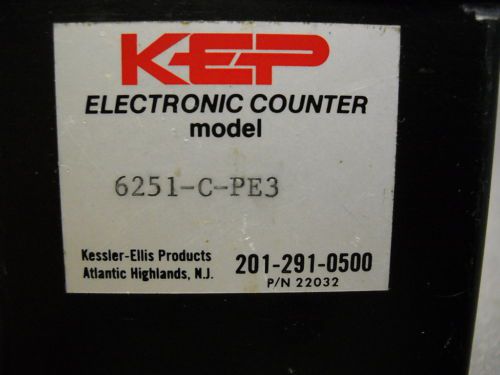 KEP
ELECTRONIC COUNTER
model
6251-C-PE3
Kessler-Ellis Products
Atlantic Highlands, N.J.
201-291-0500
P/N 22032